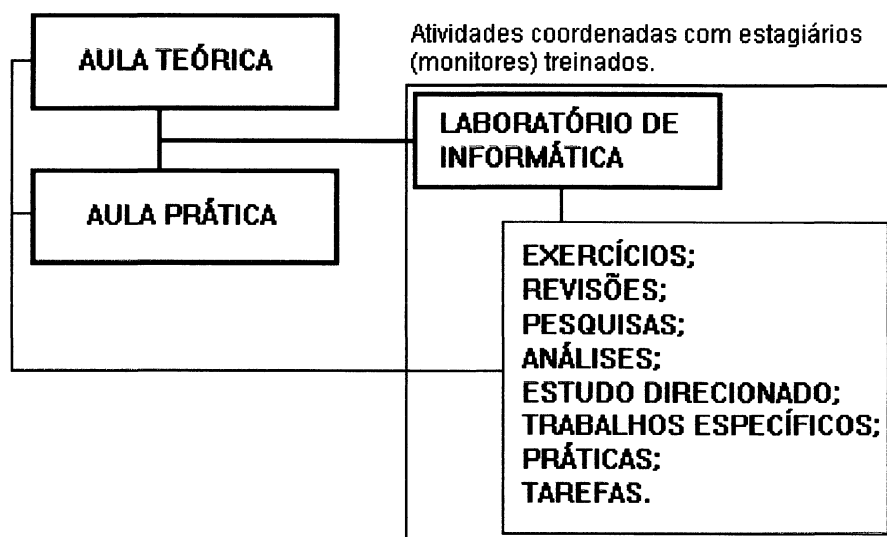 AULA TEÓRICA
Atividades coordenadas com estagiários
(monitores) treinados.
LABORATÓRIO DE
INFORMÁTICA
AULA PRÁTICA
EXERCÍCIOS;
REVISÕES;
PESQUISAS;
ANÁLISES;
ESTUDO DIRECIONADO;
TRABALHOS ESPECÍFICOS;
PRÁTICAS;
TAREFAS.